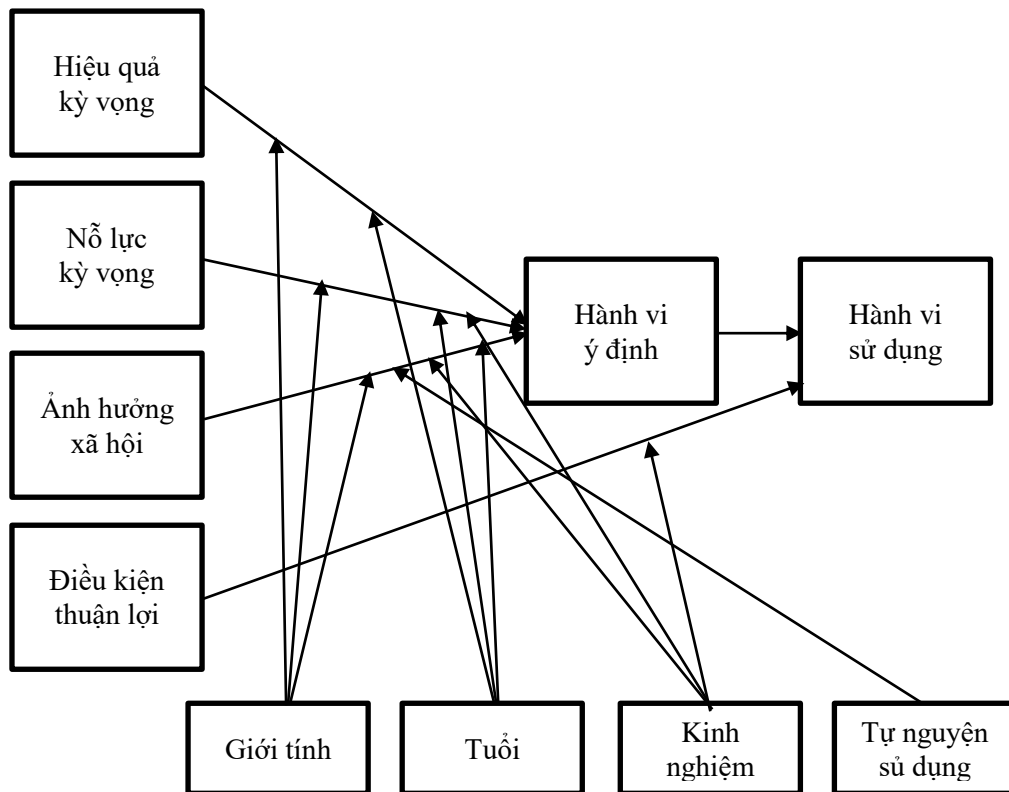 Hiệu quả
kỳ vọng
Nỗ lực
kỳ vọng
Ảnh hưởng
xã hội
Điều kiện
thuận lợi
Hành vi
ý định
Hành vi
sử dụng
Giới tính
Tuổi
Kinh
nghiệm
Tự nguyện
sủ dụng